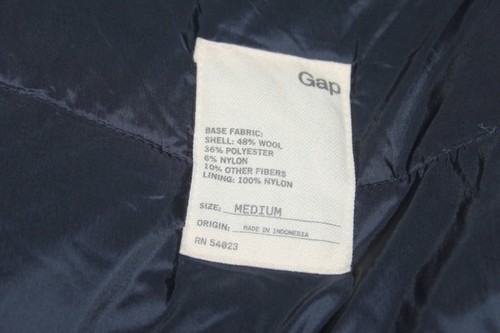 Gap
BASE FABRIC:
SHELL: 48% WOOL
36% POLYESTER
6% NYLON
10% OTHER FIBERS
LINING: 100% NYLON
SIZE: MEDIUM
ORIGIN: MADE IN INDONESIA
RN 54023